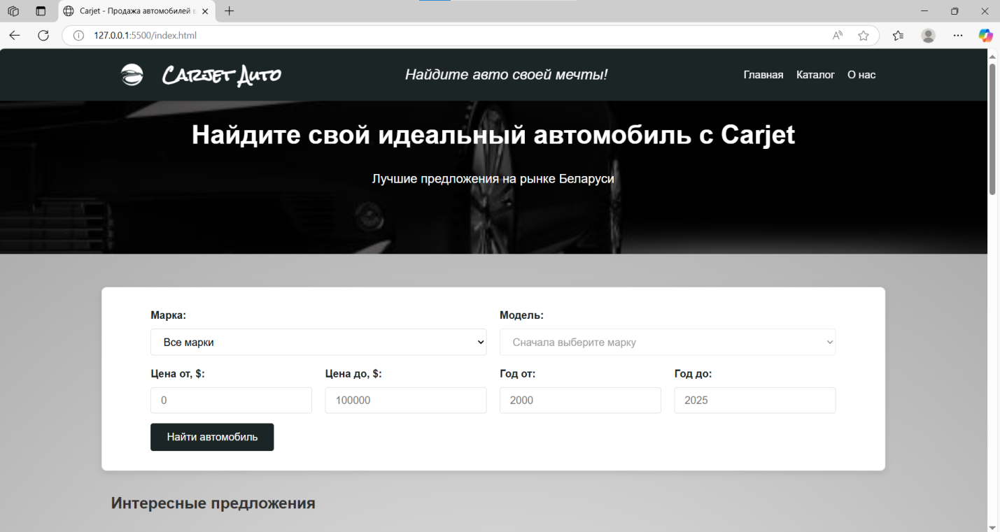 Carjet - Продажа автомобилей в
127.0.0.1:5500/index.html
Carjet Auto
Найдите авто своей мечты!
Главная Каталог О нас
Найдите свой идеальный автомобиль с Carjet
Лучшие предложения на рынке Беларуси
Марка: Модель:
Все марки Сначала выберите марку
Цена от, $: Цена до, $: Год от: Год до:
0 100000 2000 2025
Найти автомобиль
Интересные предложения